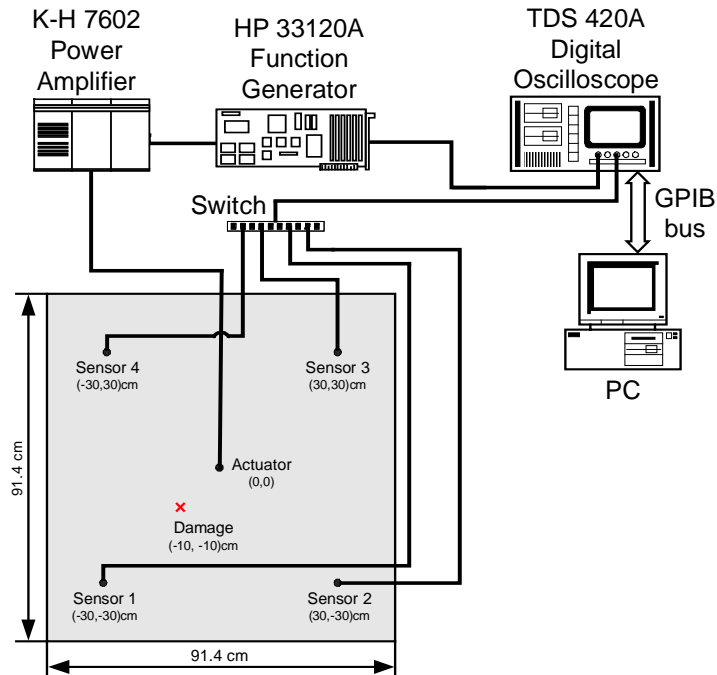 K-H 7602
Power
Amplifier
HP 33120A
Function
Generator
TDS 420A
Digital
Oscilloscope
Switch
GPIB
bus
PC
Sensor 4
(-30,30)cm
Sensor 3
(30,30)cm
Actuator
(0,0)
Damage
(-10, -10)cm
Sensor 1
(-30,-30)cm
Sensor 2
(30,-30)cm
91.4 cm
91.4 cm